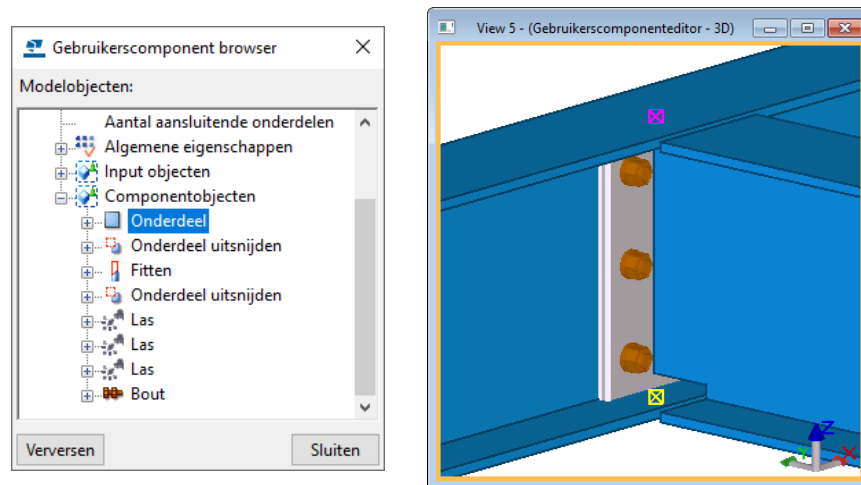 Gebruikerscomponent browser
Modelobjecten:
Aantal aansluitende onderdelen
Algemene eigenschappen
Input objecten
Componentobjecten
Onderdeel
Onderdeel uitsnijden
Fitten
Onderdeel uitsnijden
Las
Las
Las
Bout
Verversen
Sluiten
View 5 - (Gebruikerscomponenteditor - 3D)
Z
Y
X